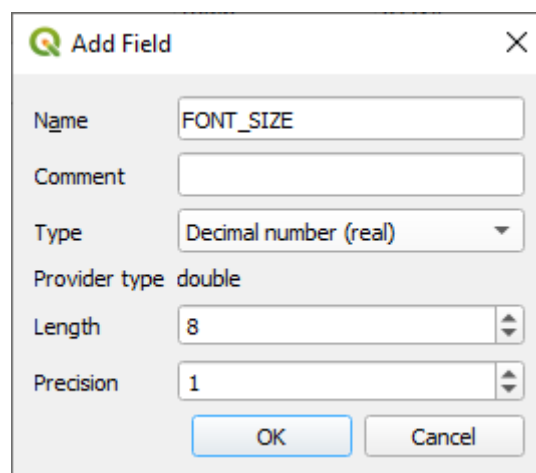 Add Field
Name FONT_SIZE
Comment
Type Decimal number (real)
Provider type double
Length 8
Precision 1
OK Cancel